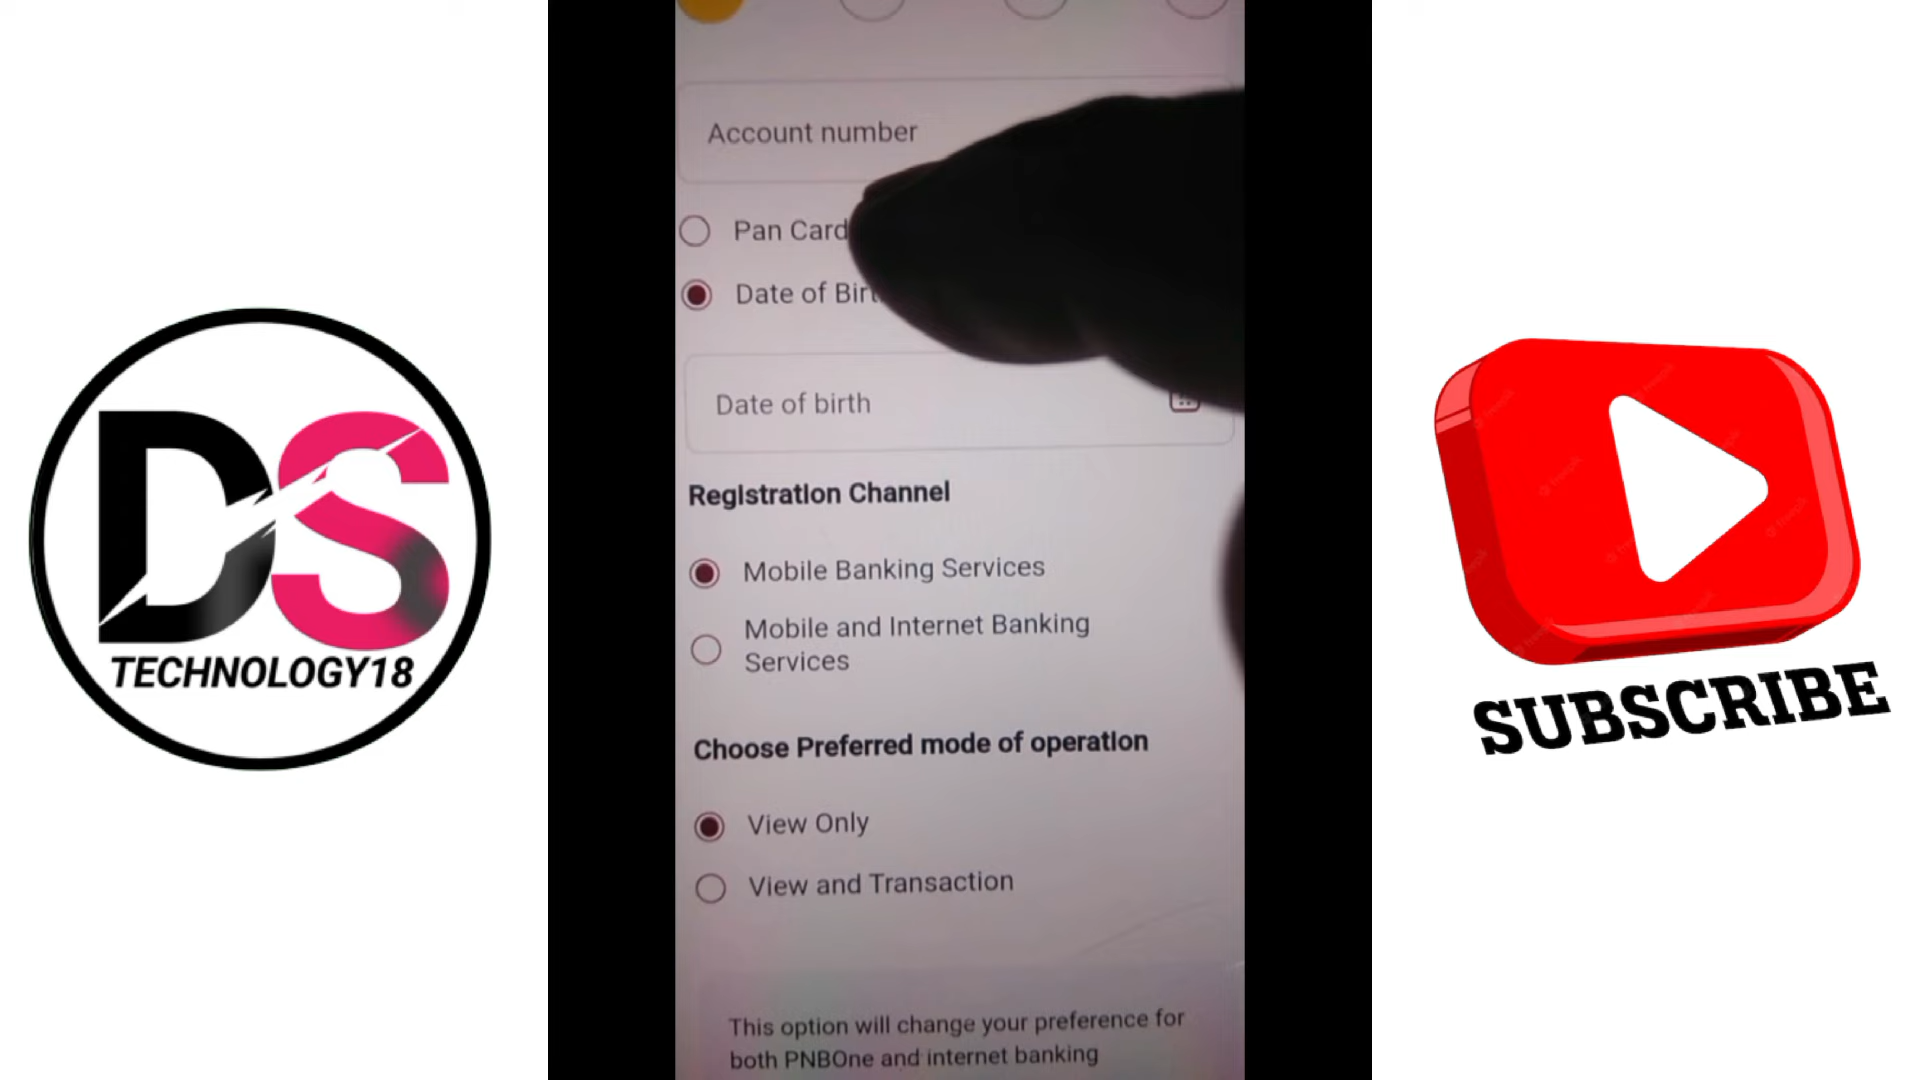 Account number
Pan Card
Date of Birt
Date of birth
Registration Channel
Mobile Banking Services
Mobile and Internet Banking
Services
Choose Preferred mode of operation
View Only
View and Transaction
This option will change your preference for
both PNBOne and internet banking
DS
TECHNOLOGY18
SUBSCRIBE